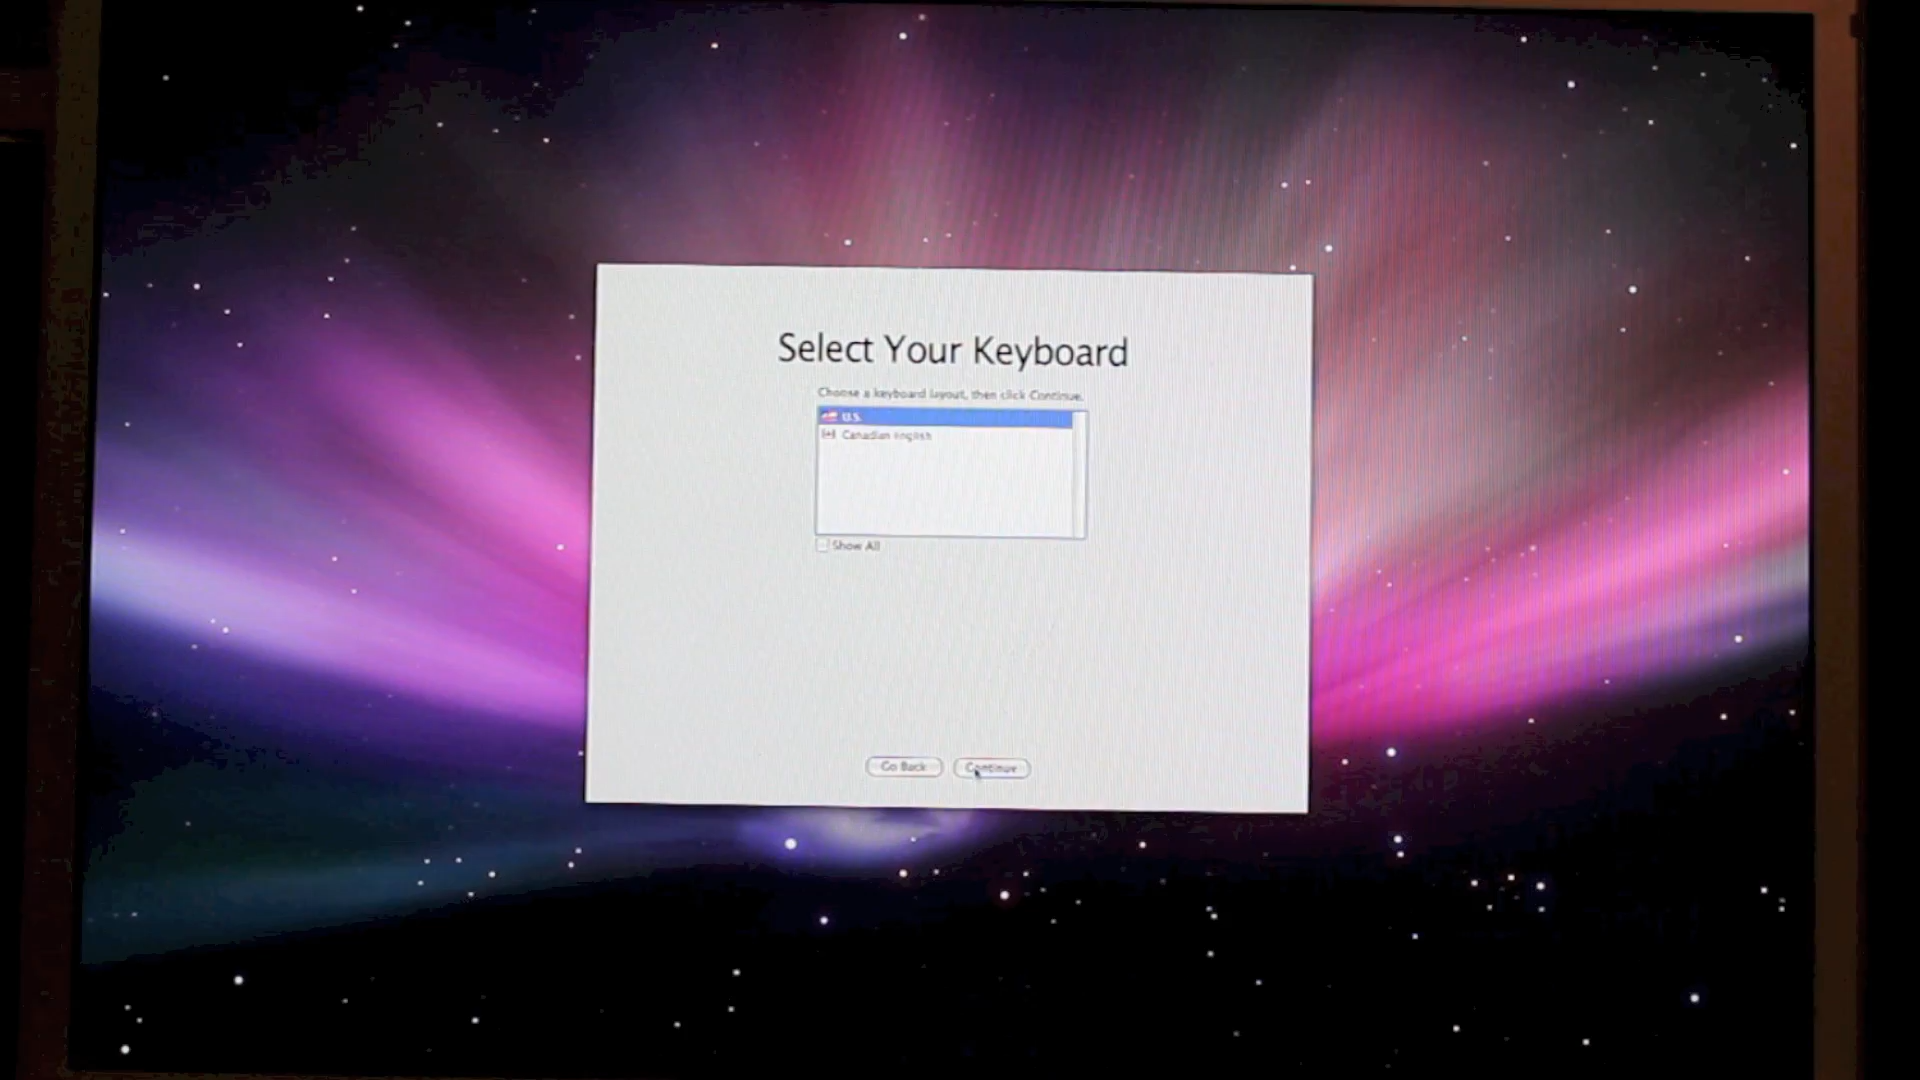 Select Your Keyboard
Choose a keyboard layout, then click Continue.
U.S.
Canadian English
Show All
Go Back
Continue